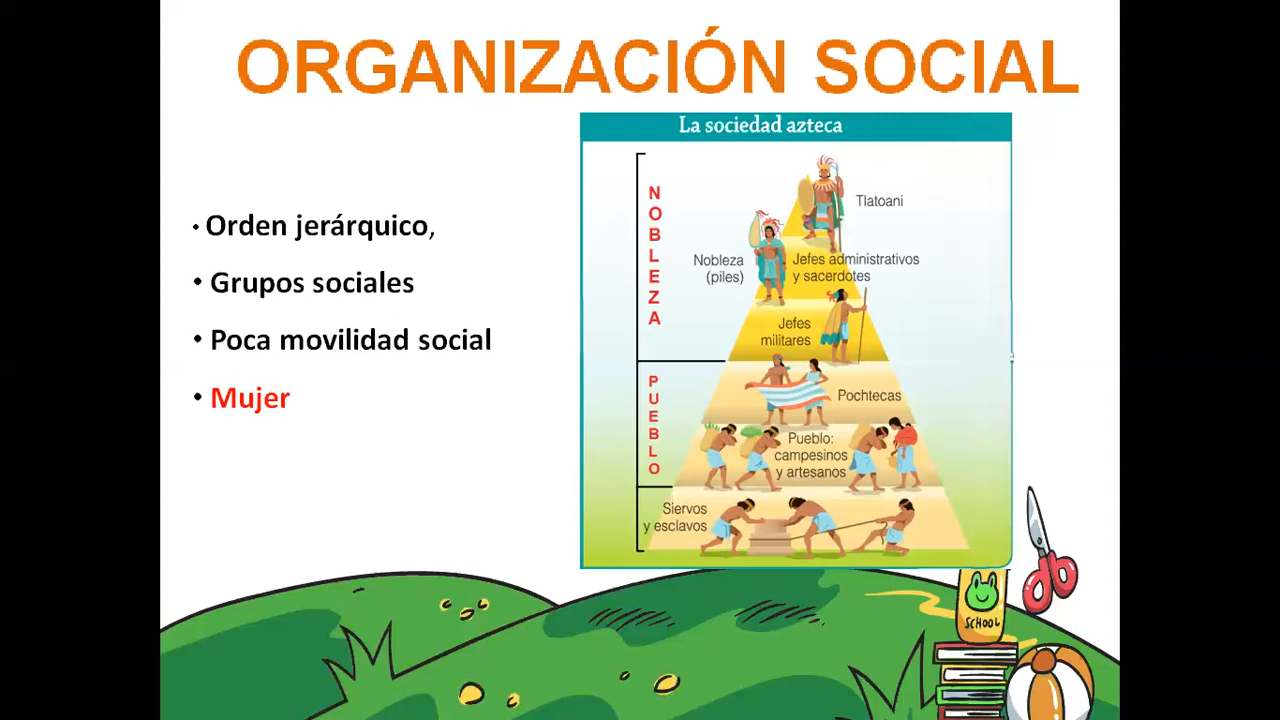 ORGANIZACIÓN SOCIAL
• Orden jerárquico,
• Grupos sociales
• Poca movilidad social
• Mujer
La sociedad azteca
NOBLEZA
Tlatoani
Nobleza
(piles)
Jefes administrativos
y sacerdotes
Jefes
militares
PUEBLO
Pochtecas
Pueblo:
campesinos
y artesanos
Siervos
y esclavos
SCHOOL